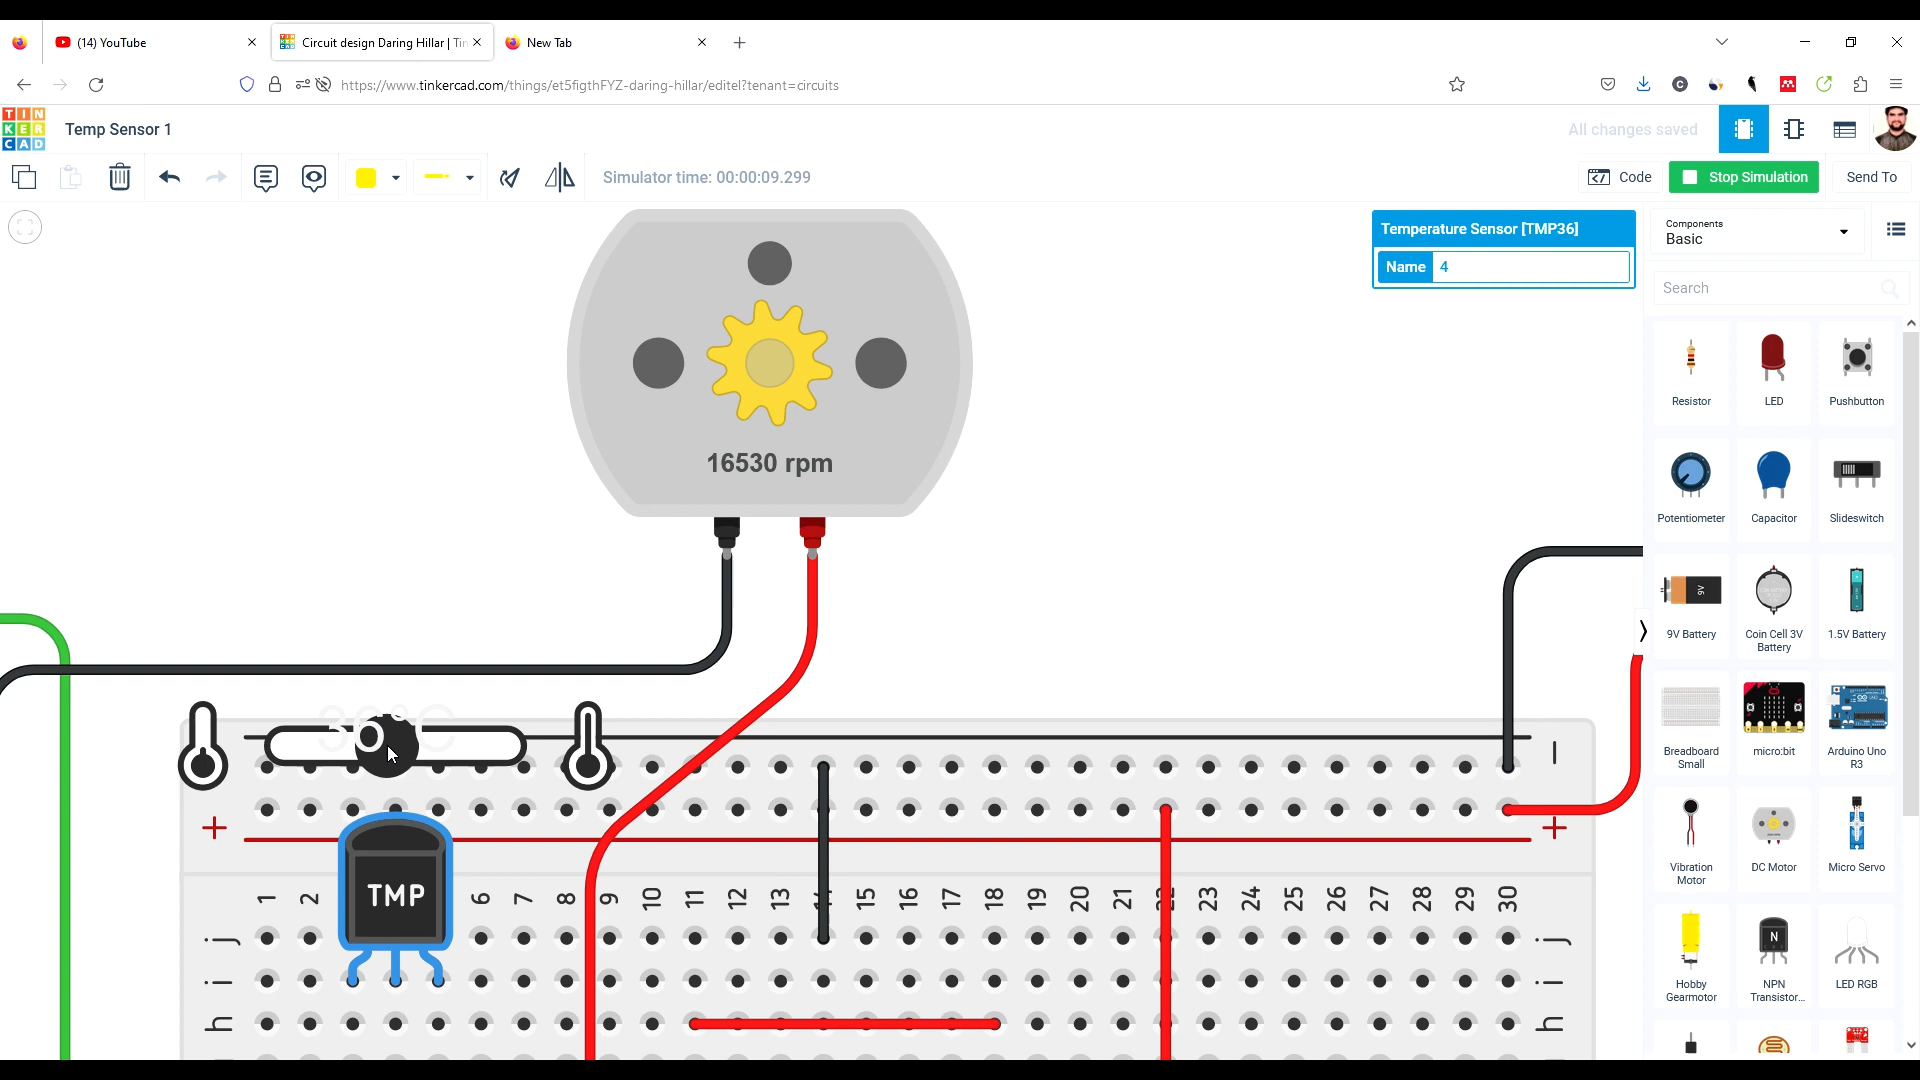 (14) YouTube
Circuit design Daring Hillar | Tin
New Tab
https://www.tinkercad.com/things/et5figthFYZ-daring-hillar/editel?tenant=circuits
TIN
KER
CAD
Temp Sensor 1
All changes saved
Simulator time: 00:00:09.299
Code
Stop Simulation
Send To
Temperature Sensor [TMP36]
Name 4
Components
Basic
Search
Resistor
LED
Pushbutton
Potentiometer
Capacitor
Slideswitch
9V
9V Battery
Coin Cell 3V
Battery
1.5V Battery
Breadboard
Small
micro:bit
Arduino Uno
R3
Vibration
Motor
DC Motor
Micro Servo
N
Hobby
Gearmotor
NPN
Transistor...
LED RGB
16530 rpm
36°C
TMP
1 2 6 7 8 9 10 11 12 13 14 15 16 17 18 19 20 21 22 23 24 25 26 27 28 29 30
j j
i i
h h